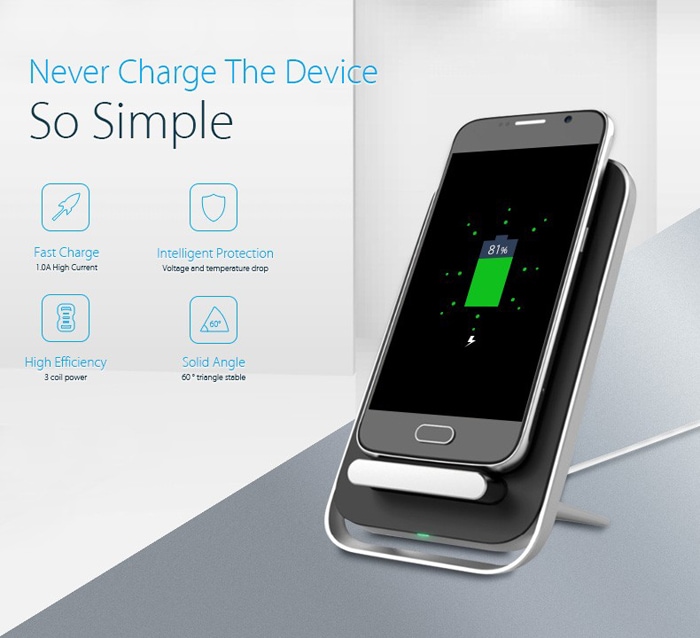 Never Charge The Device
So Simple
Fast Charge
1.0A High Current
Intelligent Protection
Voltage and temperature drop
60°
High Efficiency
3 coil power
Solid Angle
60 ° triangle stable
81%